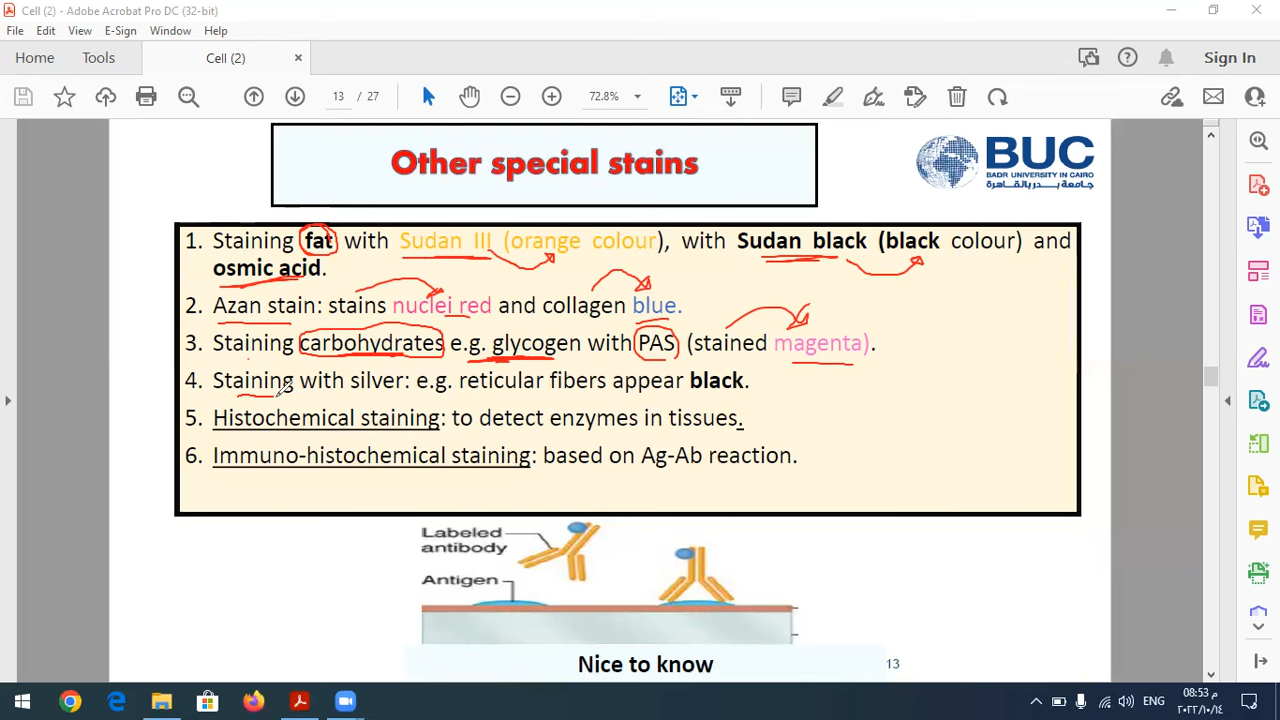 Cell (2) - Adobe Acrobat Pro DC (32-bit)
File Edit View E-Sign Window Help
Home Tools Cell (2) Sign In
13 / 27 72.8%
Other special stains
BUC
BADR UNIVERSITY IN CAIRO
جامعة بدر بالقاهرة
1. Staining fat with Sudan III (orange colour), with Sudan black (black colour) and
osmic acid.
2. Azan stain: stains nuclei red and collagen blue.
3. Staining carbohydrates e.g. glycogen with PAS (stained magenta).
4. Staining with silver: e.g. reticular fibers appear black.
5. Histochemical staining: to detect enzymes in tissues.
6. Immuno-histochemical staining: based on Ag-Ab reaction.
Labeled
antibody
Antigen
Nice to know
13
ENG
08:53 م
٢٠٢٢/١٠/١٤